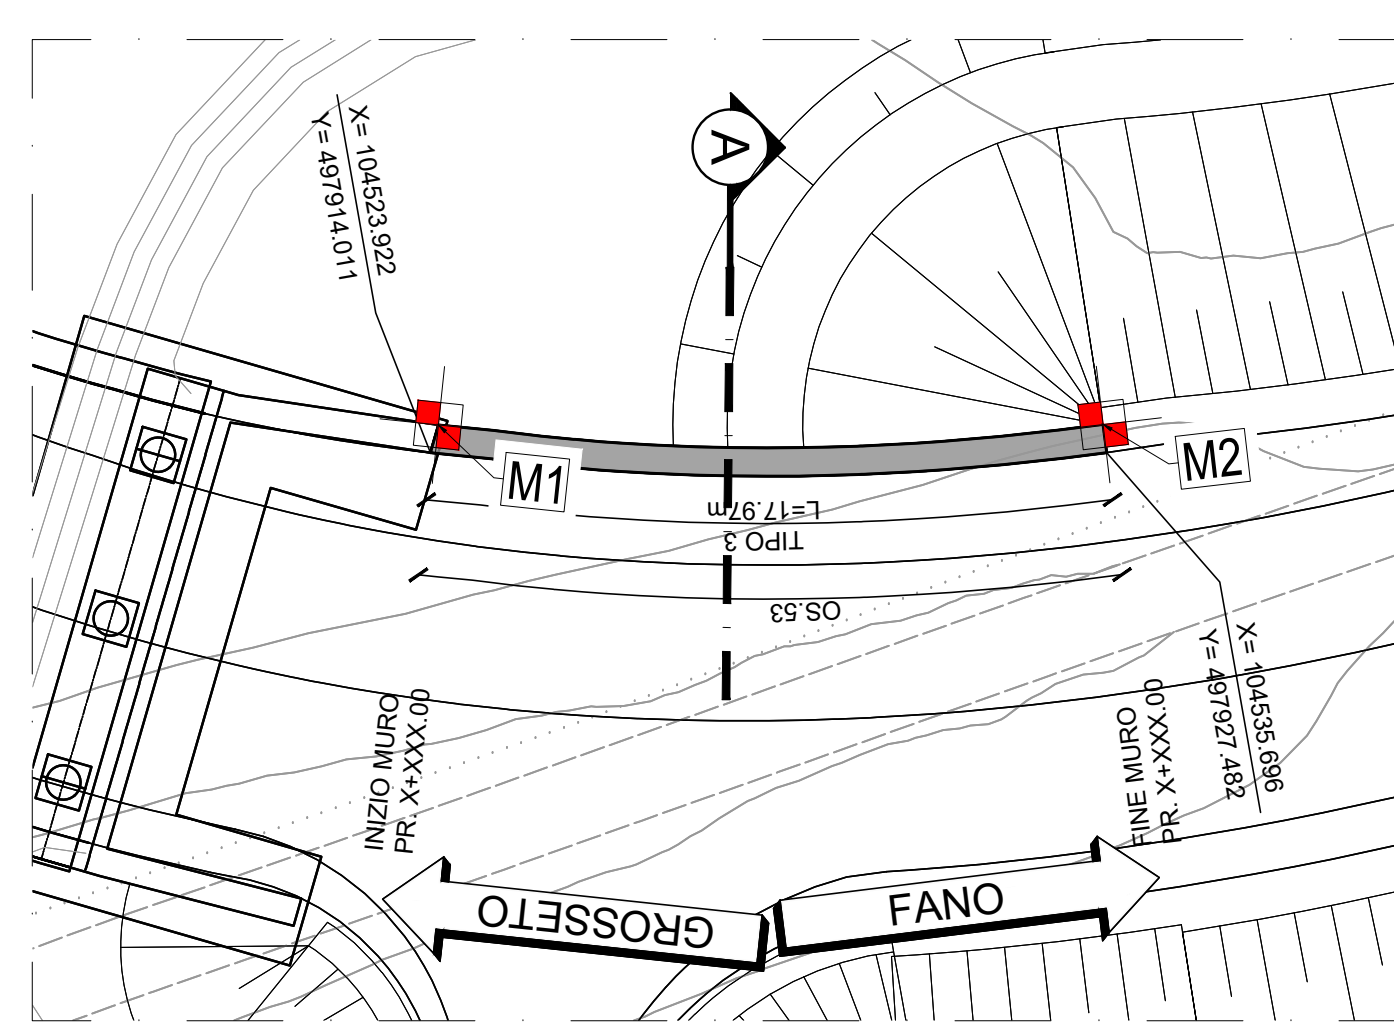 X= 104523.922
Y= 497914.011
A
M1
M2
L=17.97m
TIPO 3
OS.53
INIZIO MURO
PR. X+XXX.00
FINE MURO
PR. X+XXX.00
X= 104535.696
Y= 497927.482
GROSSETO
FANO